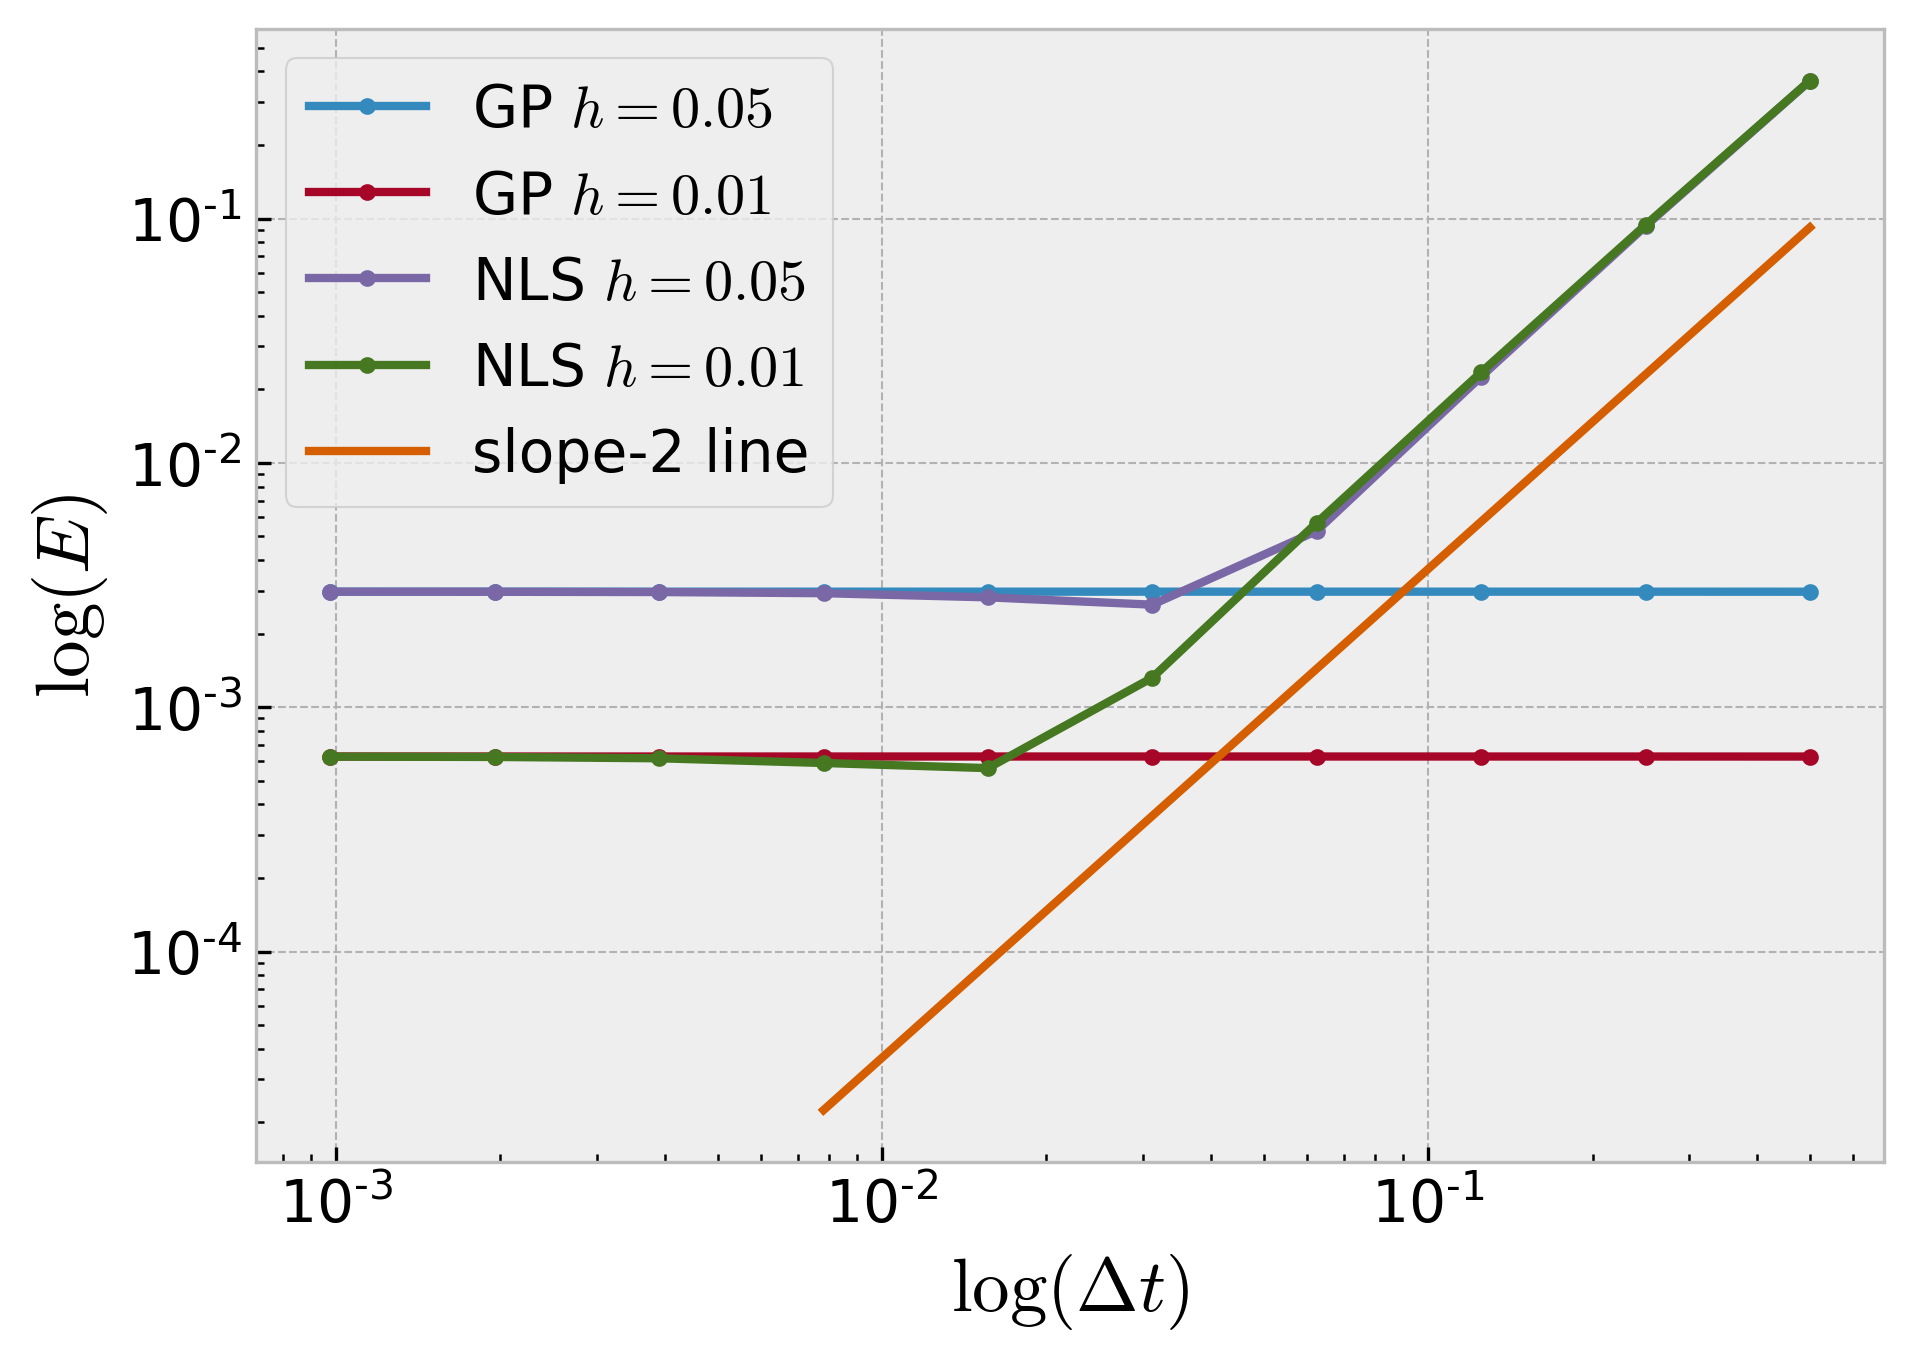 GP h = 0.05
GP h = 0.01
NLS h = 0.05
NLS h = 0.01
slope-2 line
10⁻¹
10⁻²
10⁻³
10⁻⁴
log(E)
10⁻³ 10⁻² 10⁻¹
log(Δt)